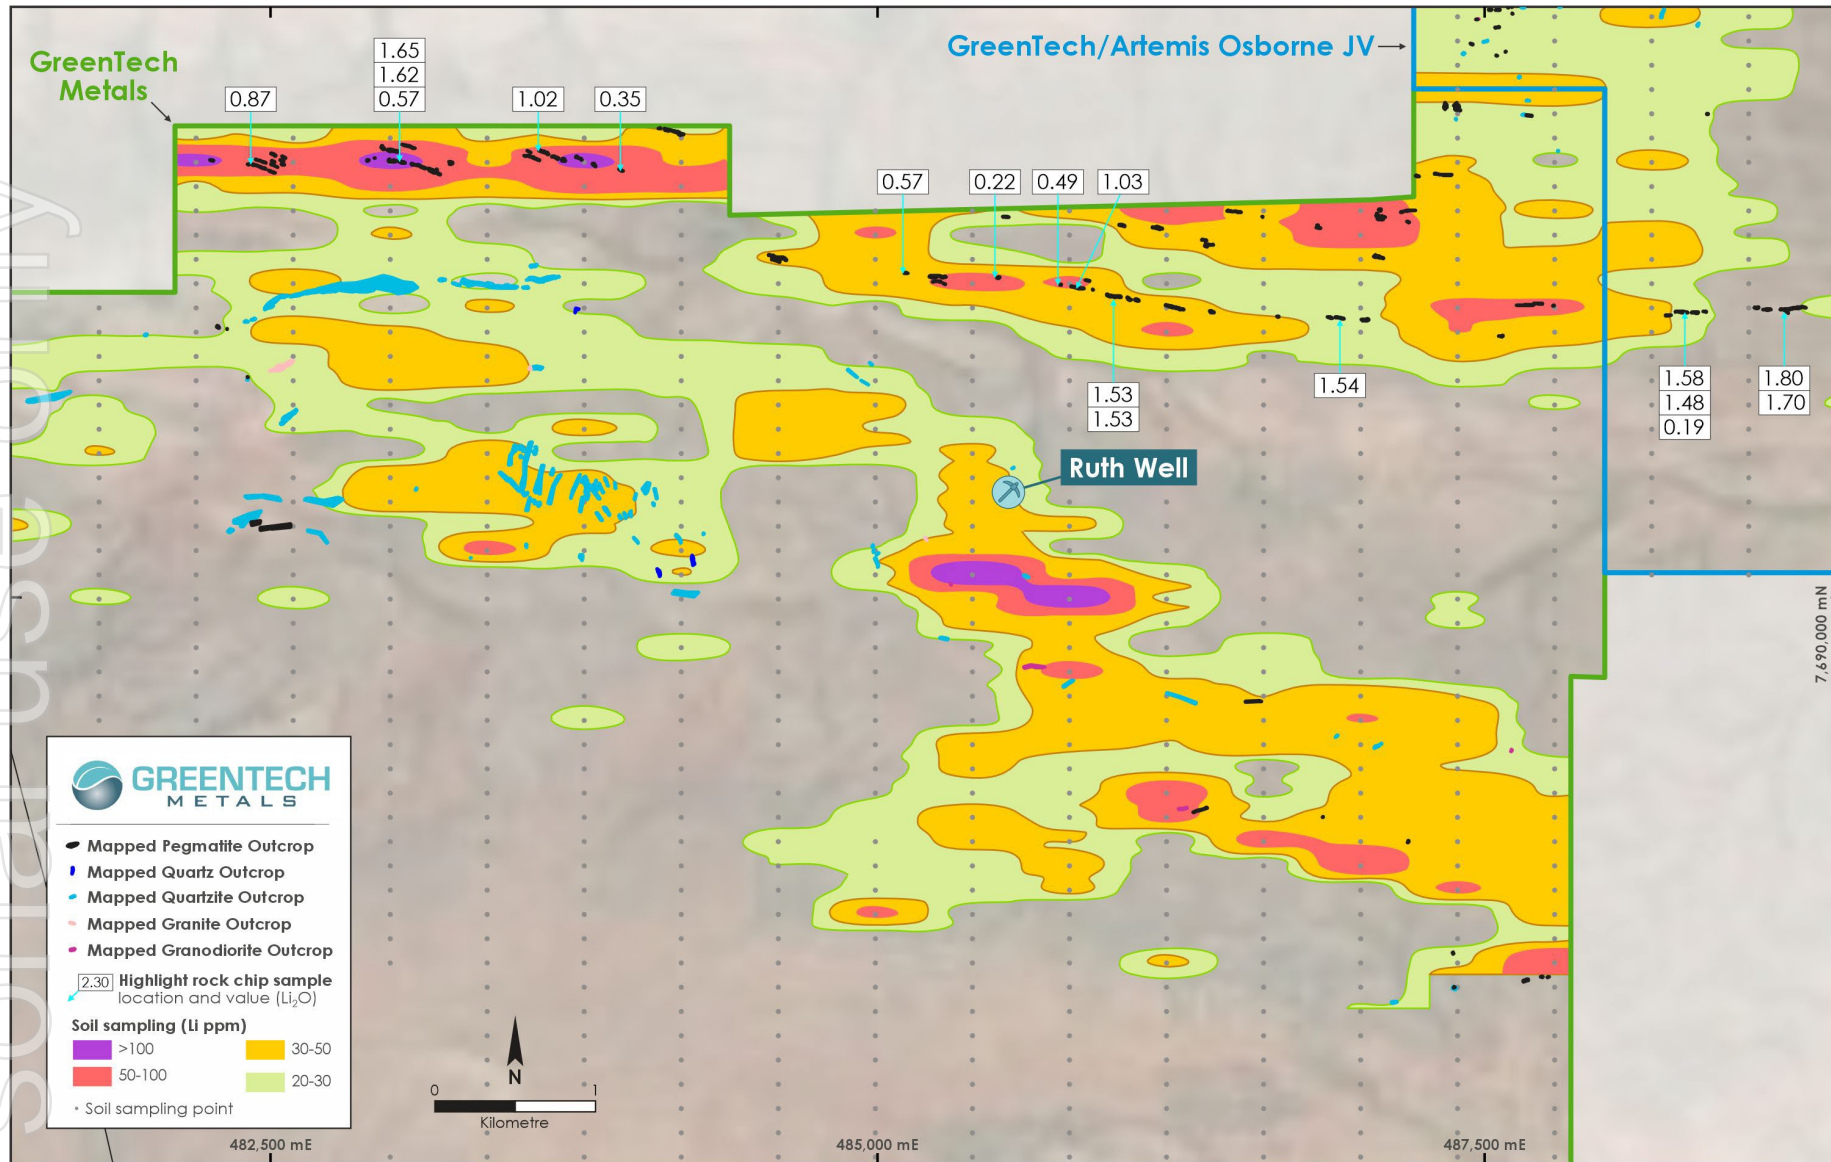 GreenTech
Metals
GreenTech/Artemis Osborne JV
0.87
1.65
1.62
0.57
1.02
0.35
0.57
0.22
0.49
1.03
1.53
1.53
1.54
1.58
1.48
0.19
1.80
1.70
Ruth Well
7,690,000 mN
GREENTECH
METALS
Mapped Pegmatite Outcrop
Mapped Quartz Outcrop
Mapped Quartzite Outcrop
Mapped Granite Outcrop
Mapped Granodiorite Outcrop
2.30 Highlight rock chip sample
location and value (Li₂O)
Soil sampling (Li ppm)
>100
30-50
50-100
20-30
Soil sampling point
N
0 1
Kilometre
482,500 mE
485,000 mE
487,500 mE